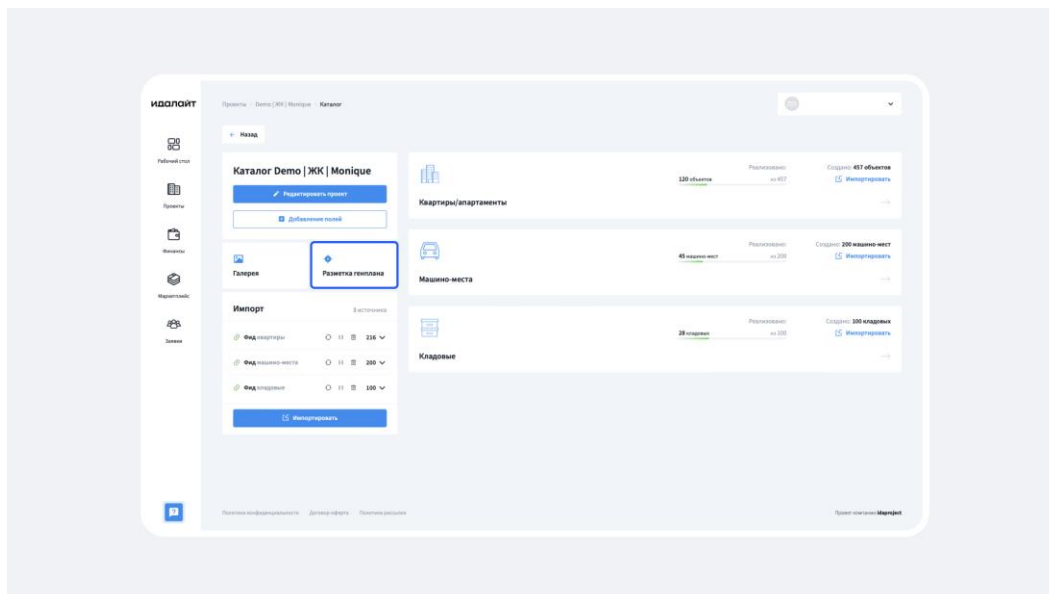 идалайт
Проекты Demo | ЖК | Monique Каталог
← Назад
Рабочий стол
Проекты
Финансы
Маркетплейс
Заявки
Каталог Demo | ЖК | Monique
Редактировать проект
Добавление полей
Галерея
Разметка генплана
Импорт
3 источника
Фид квартиры 216
Фид машино-места 200
Фид кладовые 100
Импортировать
Квартиры/апартаменты
Реализовано:
120 объектов из 457
Создано: 457 объектов
Импортировать
Машино-места
Реализовано:
45 машино-мест из 200
Создано: 200 машино-мест
Импортировать
Кладовые
Реализовано:
28 кладовых из 100
Создано: 100 кладовых
Импортировать
Политика конфиденциальности Договор оферта Политика рассылки
Проект компании idaproject